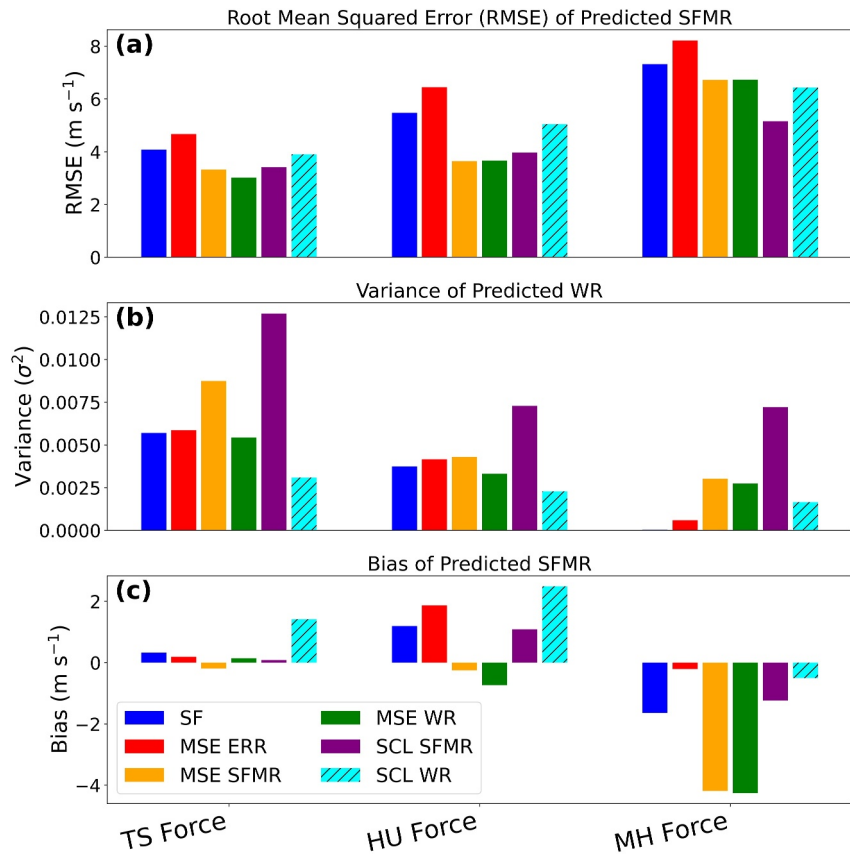 Root Mean Squared Error (RMSE) of Predicted SFMR
(a)
RMSE (m s⁻¹)
8
6
4
2
0
Variance of Predicted WR
(b)
Variance (σ²)
0.0125
0.0100
0.0075
0.0050
0.0025
0.0000
Bias of Predicted SFMR
(c)
Bias (m s⁻¹)
2
0
−2
−4
SF
MSE ERR
MSE SFMR
MSE WR
SCL SFMR
SCL WR
TS Force
HU Force
MH Force